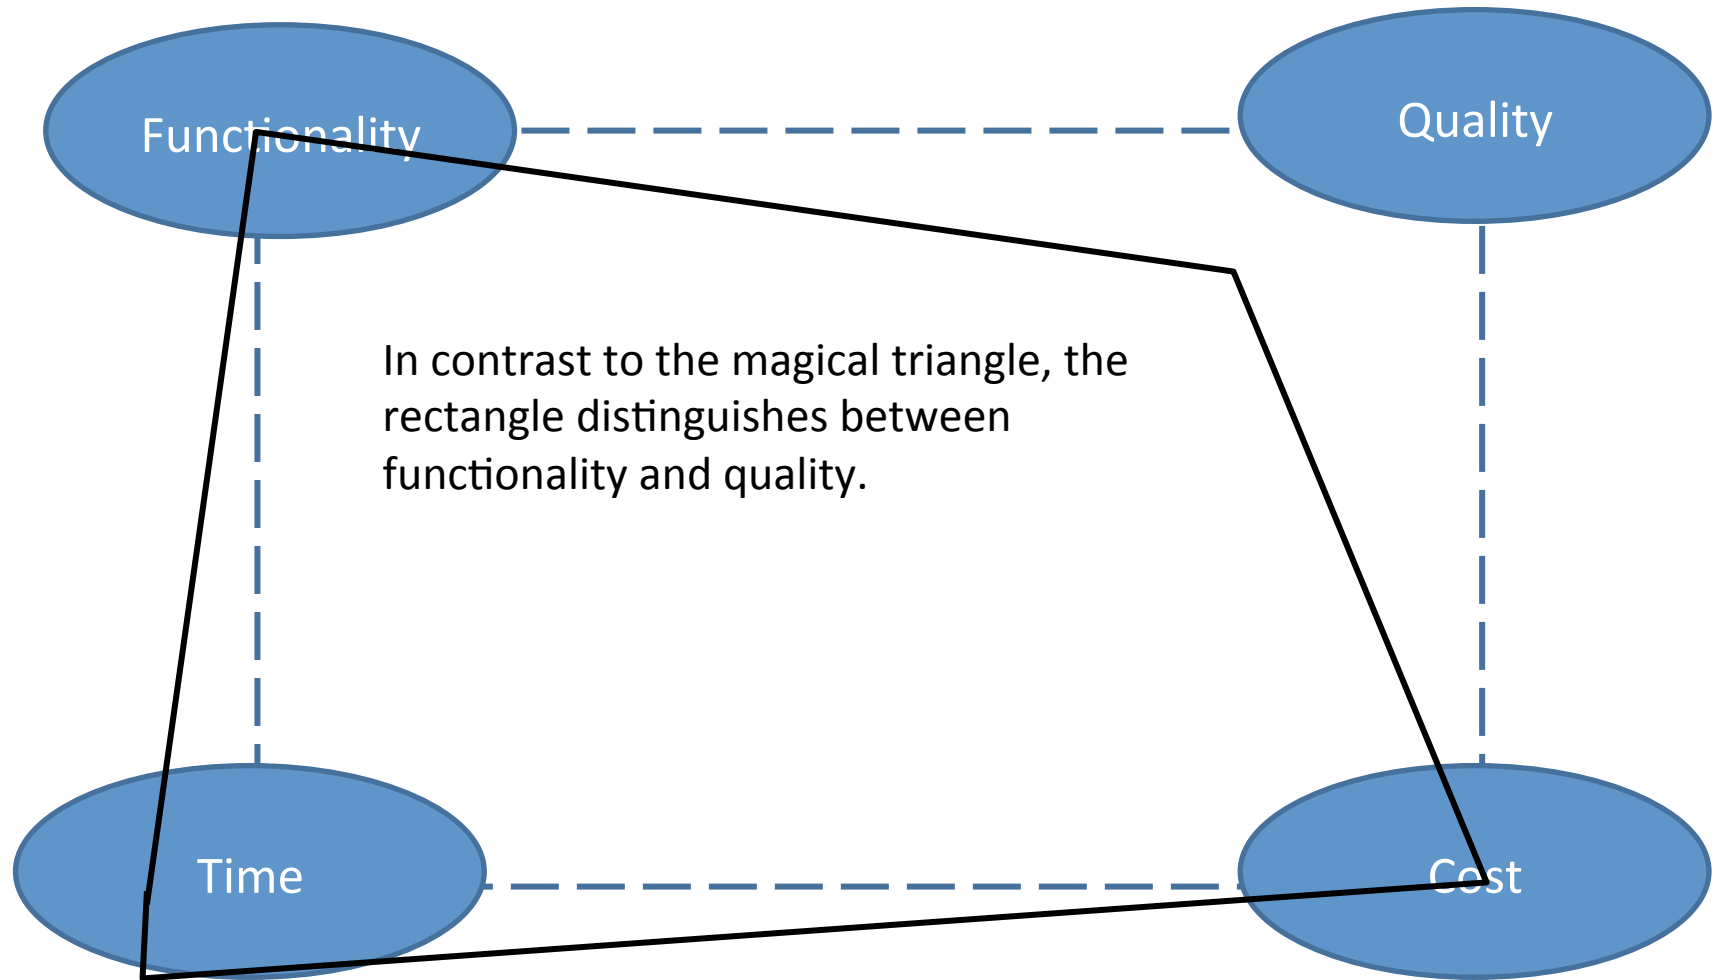 Functionality
Quality
In contrast to the magical triangle, the
rectangle distinguishes between
functionality and quality.
Time
Cost